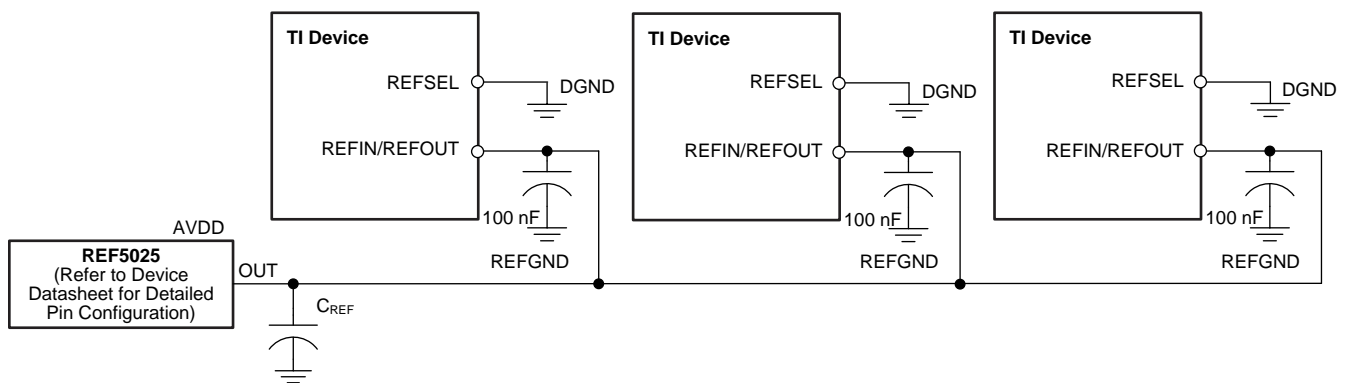 TI Device
REFSEL
DGND
REFIN/REFOUT
100 nF
REFGND
TI Device
REFSEL
DGND
REFIN/REFOUT
100 nF
REFGND
TI Device
REFSEL
DGND
REFIN/REFOUT
100 nF
REFGND
AVDD
REF5025
(Refer to Device
Datasheet for Detailed
Pin Configuration)
OUT
CREF